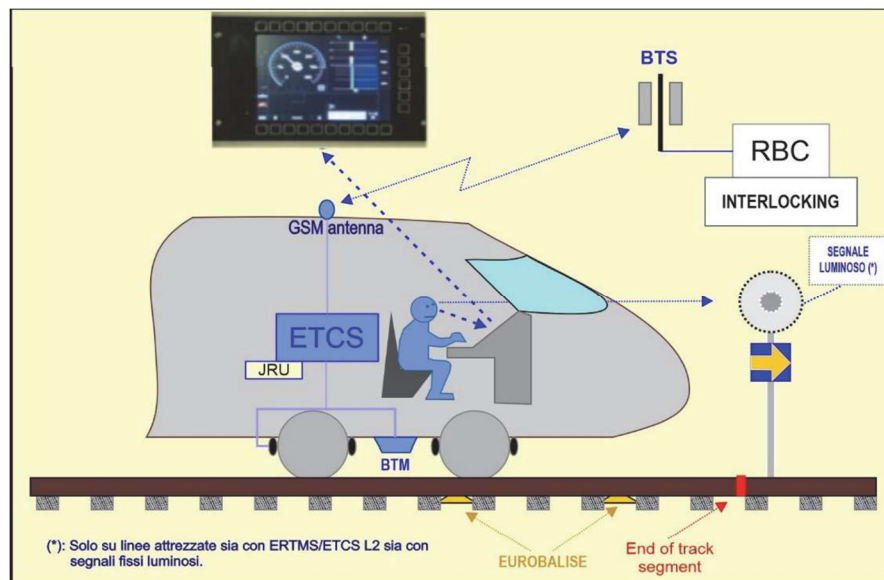 BTS
RBC
INTERLOCKING
GSM antenna
SEGNALE
LUMINOSO (*)
ETCS
JRU
BTM
(*): Solo su linee attrezzate sia con ERTMS/ETCS L2 sia con
segnali fissi luminosi.
EUROBALISE
End of track
segment